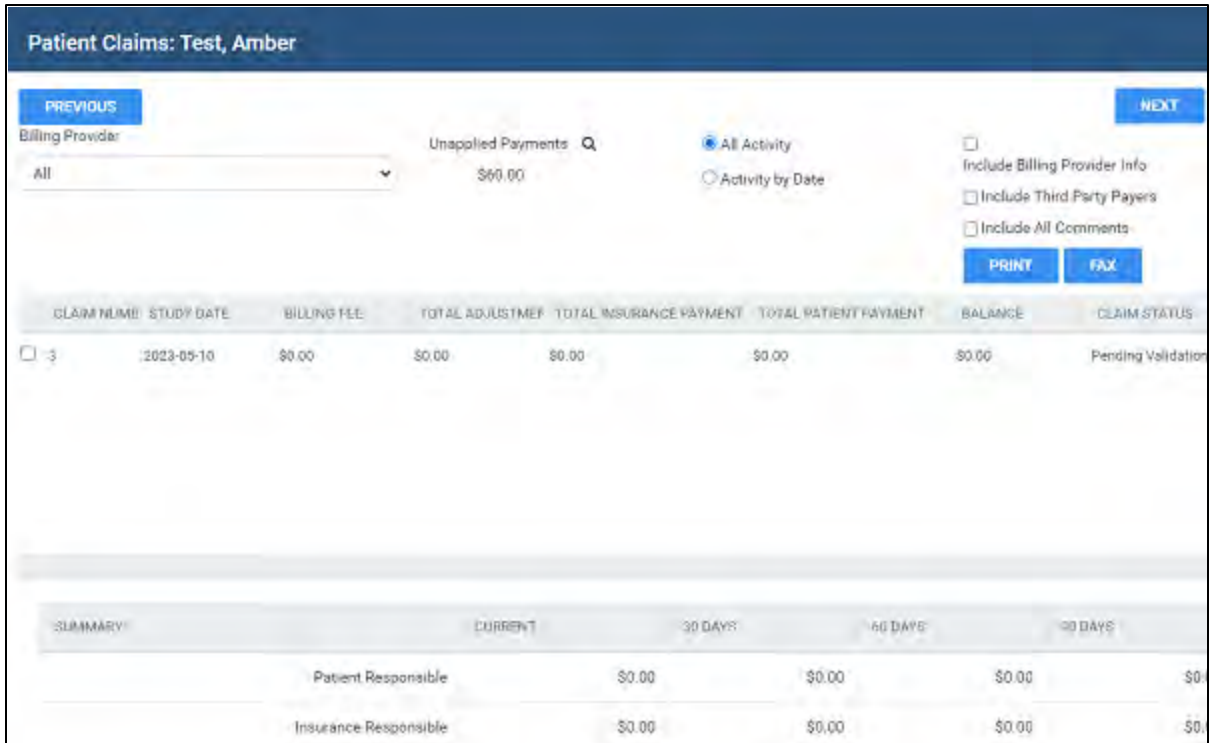 Patient Claims: Test, Amber
PREVIOUS
NEXT
Billing Provider
All
Unapplied Payments
$60.00
All Activity
Activity by Date
Include Billing Provider Info
Include Third Party Payers
Include All Comments
PRINT FAX
CLAIM NUMB STUDY DATE BILLING FEE TOTAL ADJUSTMEN TOTAL INSURANCE PAYMENT TOTAL PATIENT PAYMENT BALANCE CLAIM STATUS
3 2023-05-10 $0.00 $0.00 $0.00 $0.00 $0.00 Pending Validation
SUMMARY CURRENT 30 DAYS 60 DAYS 90 DAYS
Patient Responsible $0.00 $0.00 $0.00 $0.
Insurance Responsible $0.00 $0.00 $0.00 $0.